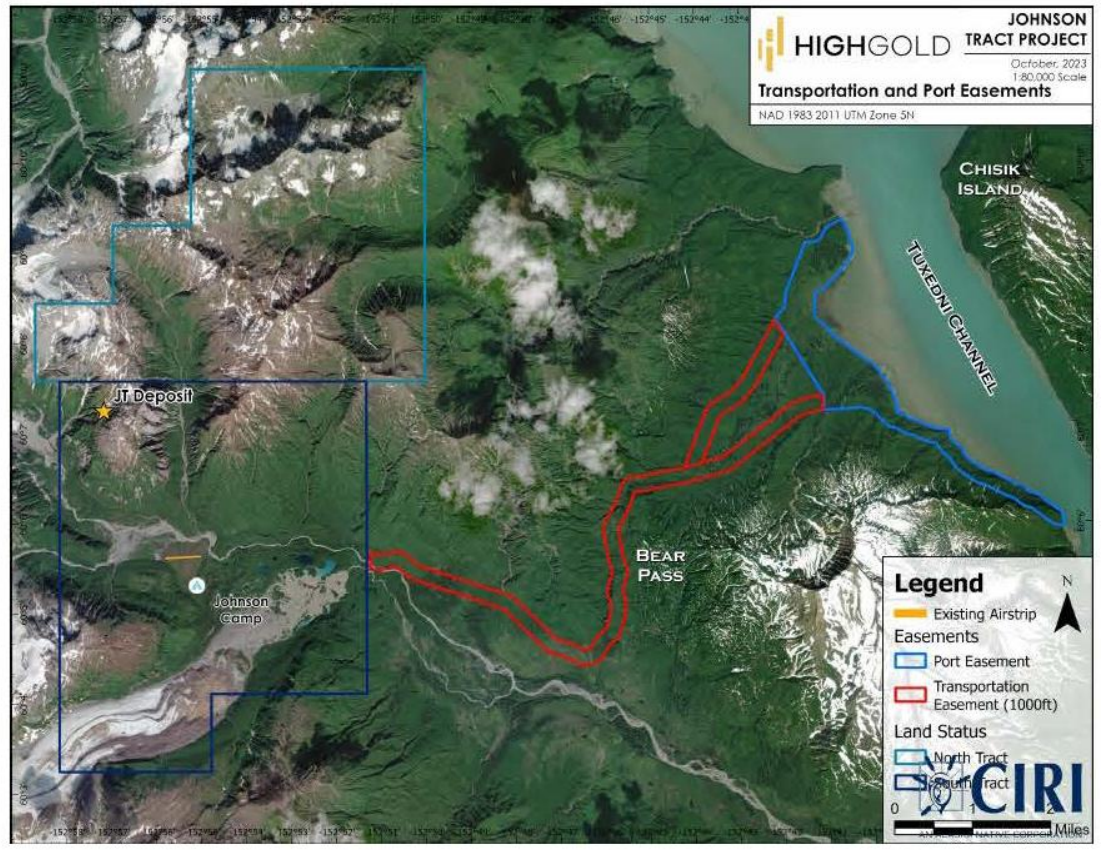 HIGHGOLD
JOHNSON
TRACT PROJECT
October, 2023
1:80,000 Scale
Transportation and Port Easements
NAD 1983 2011 UTM Zone 5N
CHISIK
ISLAND
TUXEDNI CHANNEL
JT Deposit
BEAR
PASS
Johnson
Camp
Legend
N
Existing Airstrip
Easements
Port Easement
Transportation
Easement (1000ft)
Land Status
North Tract
South Tract
CIRI
0
Miles